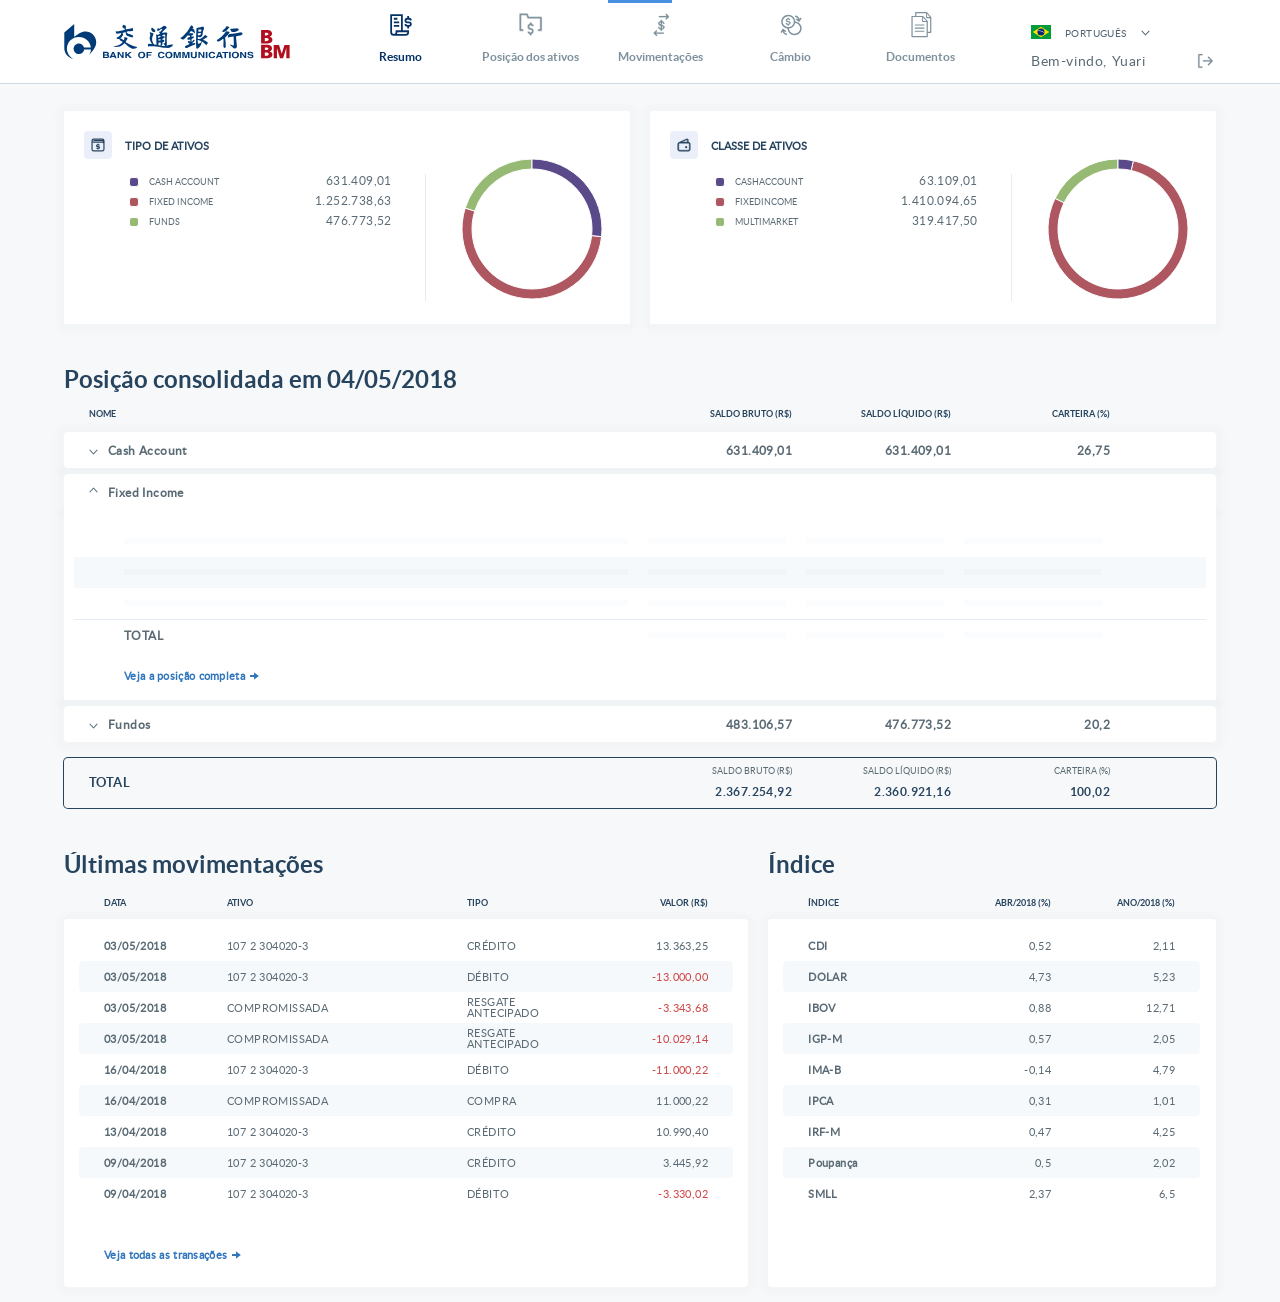 交通銀行
BANK OF COMMUNICATIONS
B
BM
Resumo
Posição dos ativos
Movimentações
Câmbio
Documentos
PORTUGUÊS
Bem-vindo, Yuari
TIPO DE ATIVOS
CASH ACCOUNT 631.409,01
FIXED INCOME 1.252.738,63
FUNDS 476.773,52
CLASSE DE ATIVOS
CASHACCOUNT 63.109,01
FIXEDINCOME 1.410.094,65
MULTIMARKET 319.417,50
Posição consolidada em 04/05/2018
NOME SALDO BRUTO (R$) SALDO LÍQUIDO (R$) CARTEIRA (%)
Cash Account 631.409,01 631.409,01 26,75
Fixed Income
TOTAL
Veja a posição completa
Fundos 483.106,57 476.773,52 20,2
SALDO BRUTO (R$) SALDO LÍQUIDO (R$) CARTEIRA (%)
TOTAL
2.367.254,92 2.360.921,16 100,02
Últimas movimentações
DATA ATIVO TIPO VALOR (R$)
03/05/2018 107 2 304020-3 CRÉDITO 13.363,25
03/05/2018 107 2 304020-3 DÉBITO -13.000,00
03/05/2018 COMPROMISSADA RESGATE ANTECIPADO -3.343,68
03/05/2018 COMPROMISSADA RESGATE ANTECIPADO -10.029,14
16/04/2018 107 2 304020-3 DÉBITO -11.000,22
16/04/2018 COMPROMISSADA COMPRA 11.000,22
13/04/2018 107 2 304020-3 CRÉDITO 10.990,40
09/04/2018 107 2 304020-3 CRÉDITO 3.445,92
09/04/2018 107 2 304020-3 DÉBITO -3.330,02
Veja todas as transações
Índice
ÍNDICE ABR/2018 (%) ANO/2018 (%)
CDI 0,52 2,11
DOLAR 4,73 5,23
IBOV 0,88 12,71
IGP-M 0,57 2,05
IMA-B -0,14 4,79
IPCA 0,31 1,01
IRF-M 0,47 4,25
Poupança 0,5 2,02
SMLL 2,37 6,5